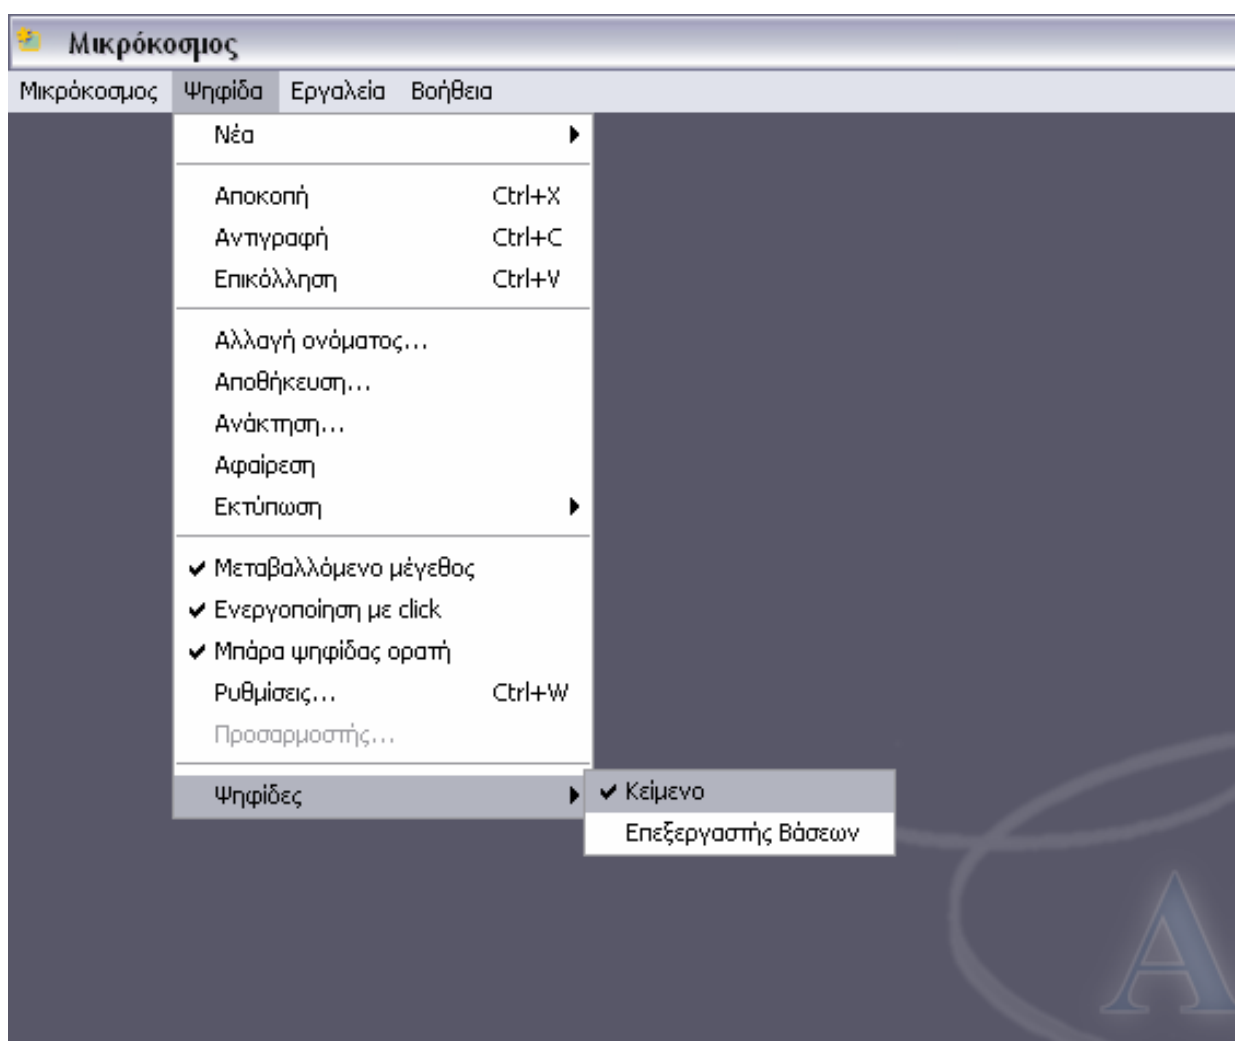 Μικρόκοσμος
Μικρόκοσμος Ψηφίδα Εργαλεία Βοήθεια
Νέα
Αποκοπή Ctrl+X
Αντιγραφή Ctrl+C
Επικόλληση Ctrl+V
Αλλαγή ονόματος...
Αποθήκευση...
Ανάκτηση...
Αφαίρεση
Εκτύπωση
Μεταβαλλόμενο μέγεθος
Ενεργοποίηση με click
Μπάρα ψηφίδας ορατή
Ρυθμίσεις... Ctrl+W
Προσαρμοστής...
Ψηφίδες
Κείμενο
Επεξεργαστής Βάσεων
A